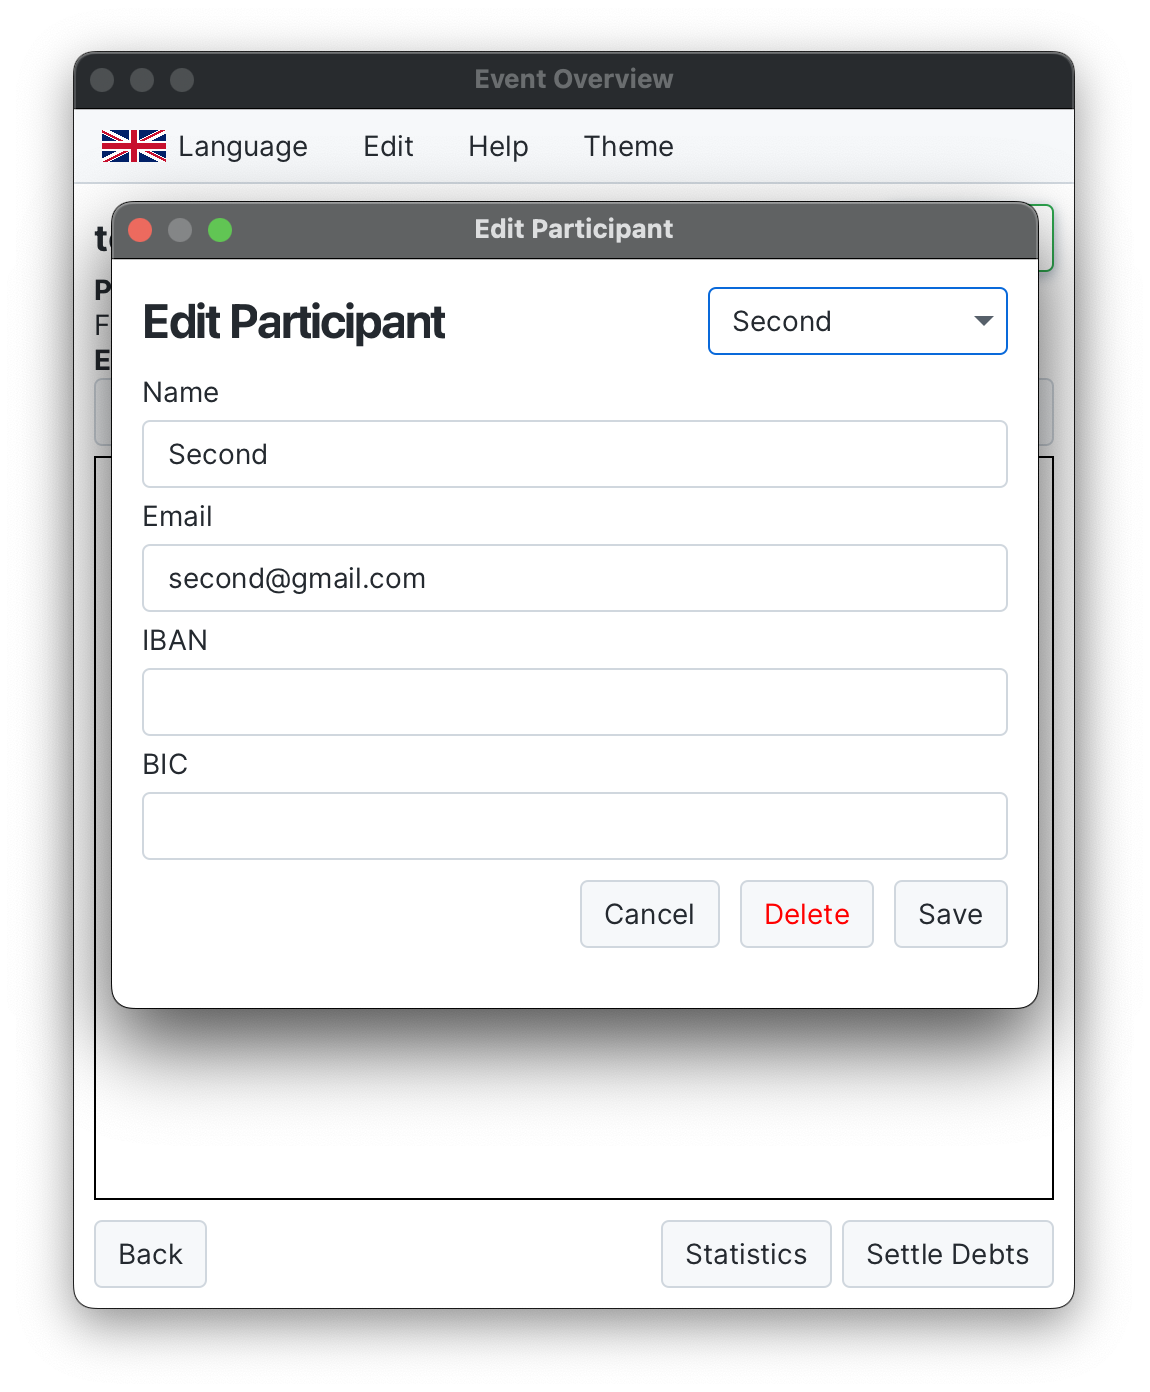 Event Overview
Language Edit Help Theme
Edit Participant
Edit Participant Second
Name
Second
Email
second@gmail.com
IBAN
BIC
Cancel Delete Save
Back Statistics Settle Debts